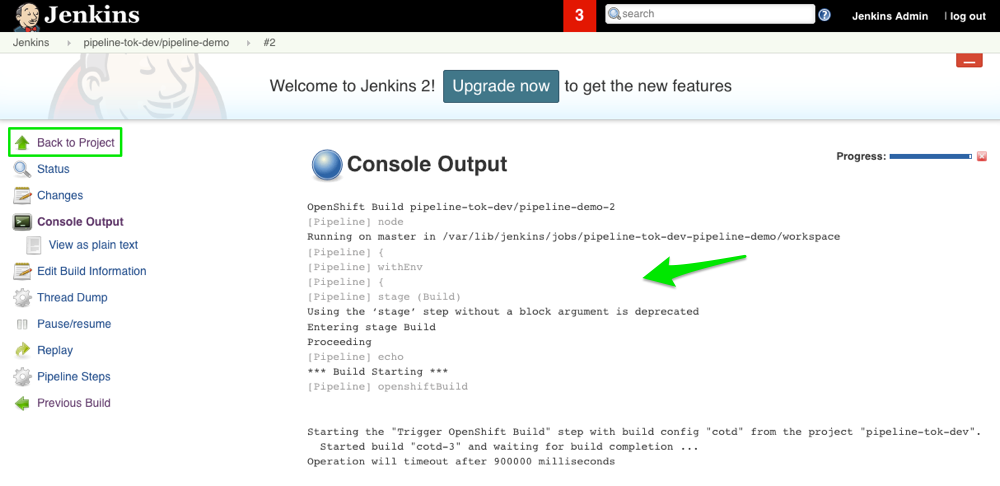 Jenkins
3
search
?
Jenkins Admin
| log out
Jenkins
pipeline-tok-dev/pipeline-demo
#2
Welcome to Jenkins 2! Upgrade now to get the new features
Back to Project
Status
Changes
Console Output
View as plain text
Edit Build Information
Thread Dump
Pause/resume
Replay
Pipeline Steps
Previous Build
Console Output
Progress:
OpenShift Build pipeline-tok-dev/pipeline-demo-2
[Pipeline] node
Running on master in /var/lib/jenkins/jobs/pipeline-tok-dev-pipeline-demo/workspace
[Pipeline] {
[Pipeline] withEnv
[Pipeline] {
[Pipeline] stage (Build)
Using the ‘stage’ step without a block argument is deprecated
Entering stage Build
Proceeding
[Pipeline] echo
*** Build Starting ***
[Pipeline] openshiftBuild
Starting the "Trigger OpenShift Build" step with build config "cotd" from the project "pipeline-tok-dev".
Started build "cotd-3" and waiting for build completion ...
Operation will timeout after 900000 milliseconds